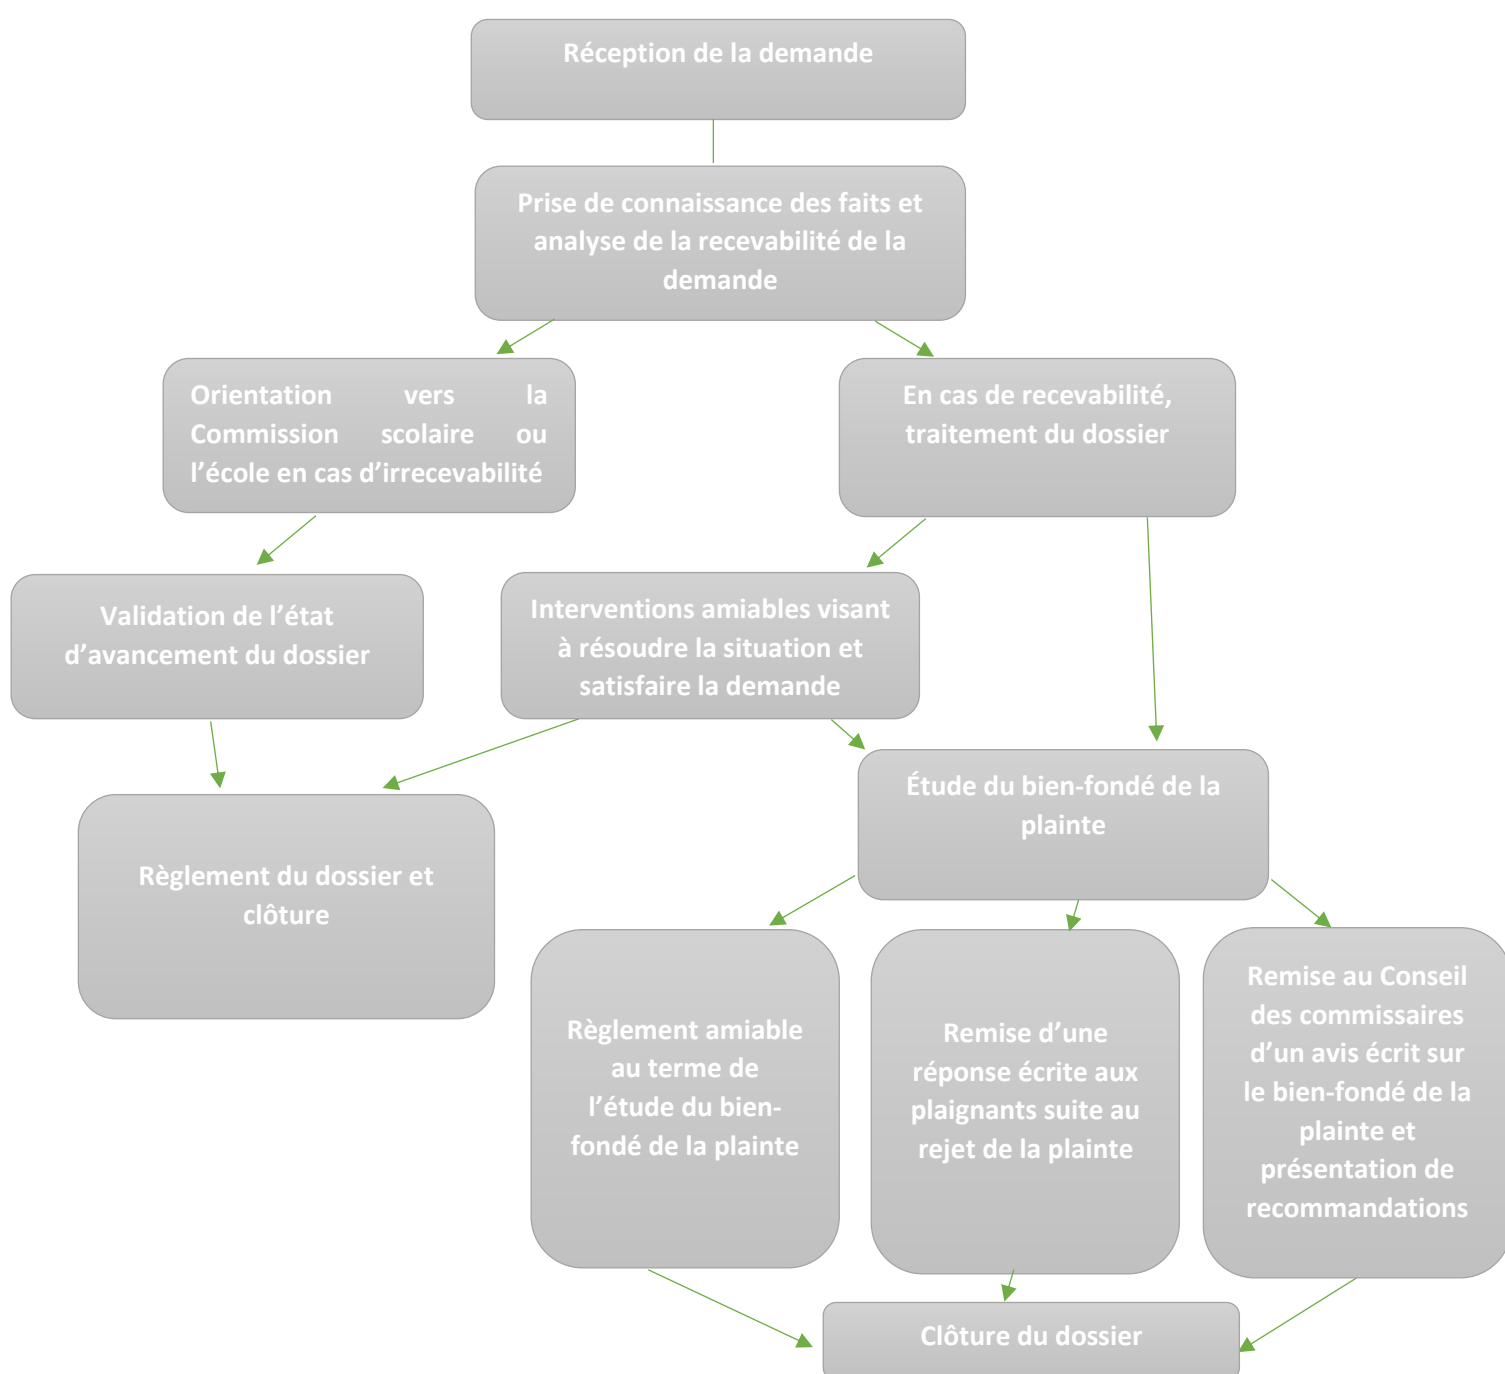 Réception de la demande
Prise de connaissance des faits et
analyse de la recevabilité de la
demande
Orientation vers la
Commission scolaire ou
l’école en cas d’irrecevabilité
En cas de recevabilité,
traitement du dossier
Validation de l’état
d’avancement du dossier
Interventions amiables visant
à résoudre la situation et
satisfaire la demande
Étude du bien-fondé de la
plainte
Règlement du dossier et
clôture
Règlement amiable
au terme de
l’étude du bien-
fondé de la plainte
Remise d’une
réponse écrite aux
plaignants suite au
rejet de la plainte
Remise au Conseil
des commissaires
d’un avis écrit sur
le bien-fondé de la
plainte et
présentation de
recommandations
Clôture du dossier